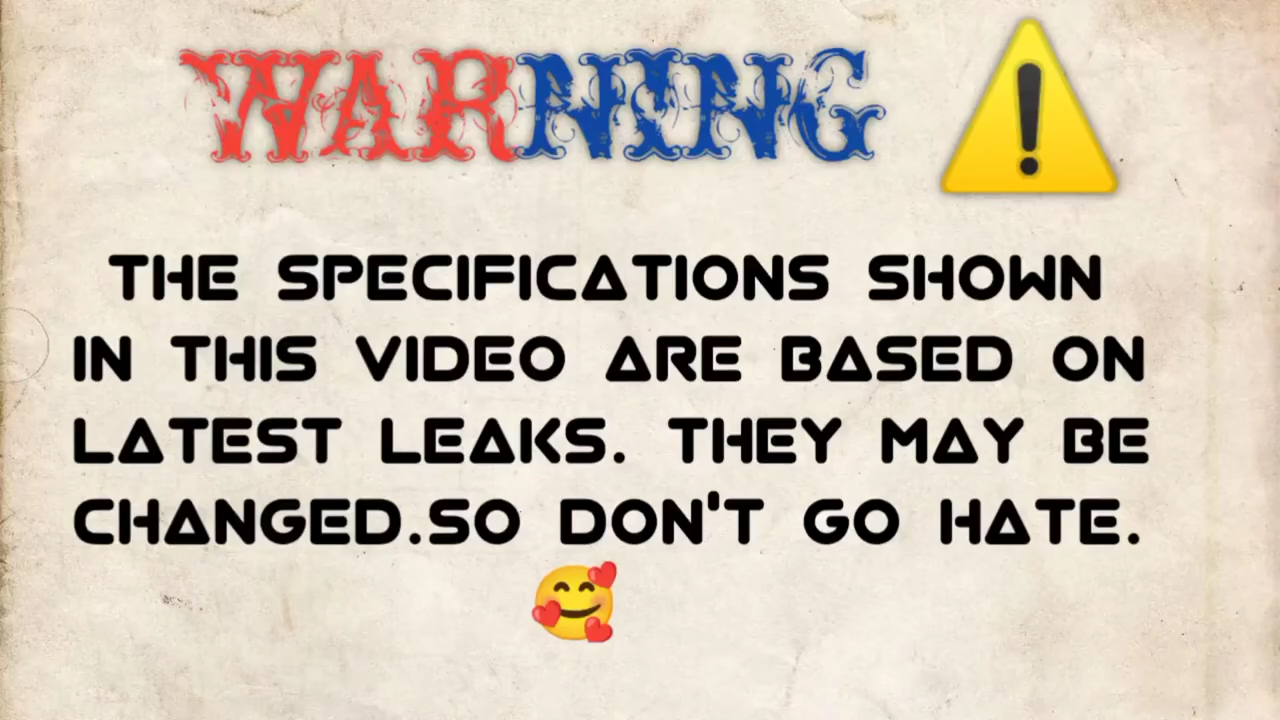 WARNING ⚠️
THE SPECIFICATIONS SHOWN
IN THIS VIDEO ARE BASED ON
LATEST LEAKS. THEY MAY BE
CHANGED.SO DON'T GO HATE.
🥰